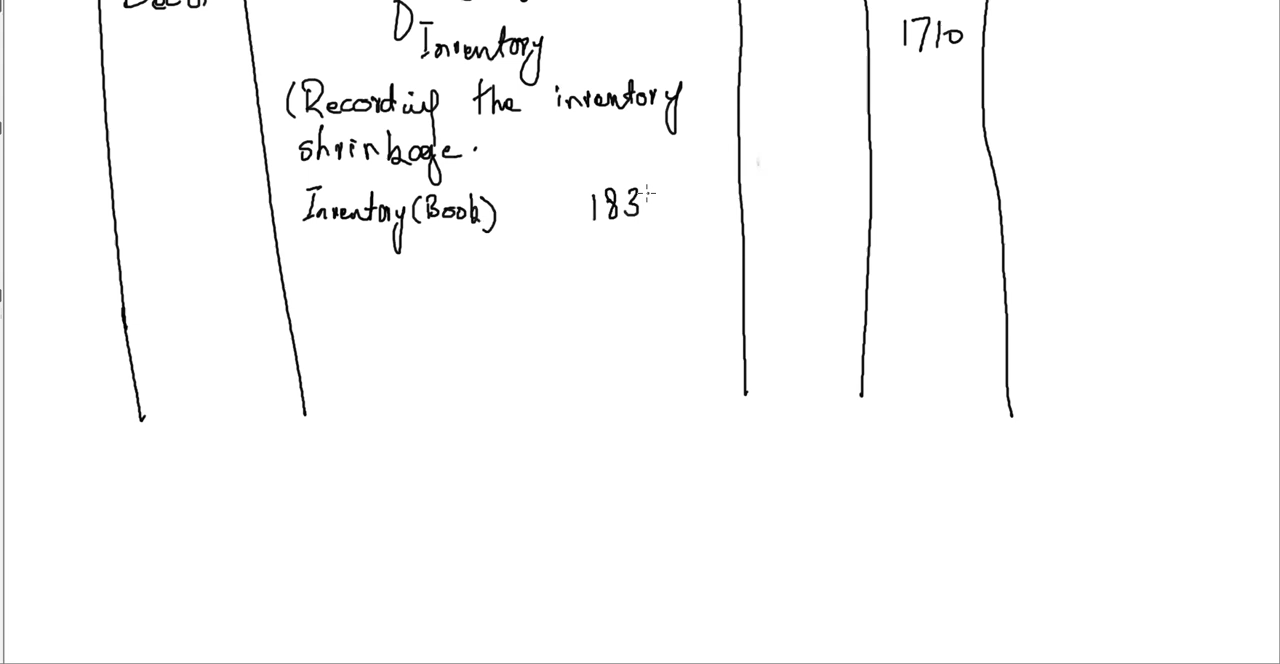 Inventory 1710
(Recording the inventory
shrinkage.
Inventory (Book) 183